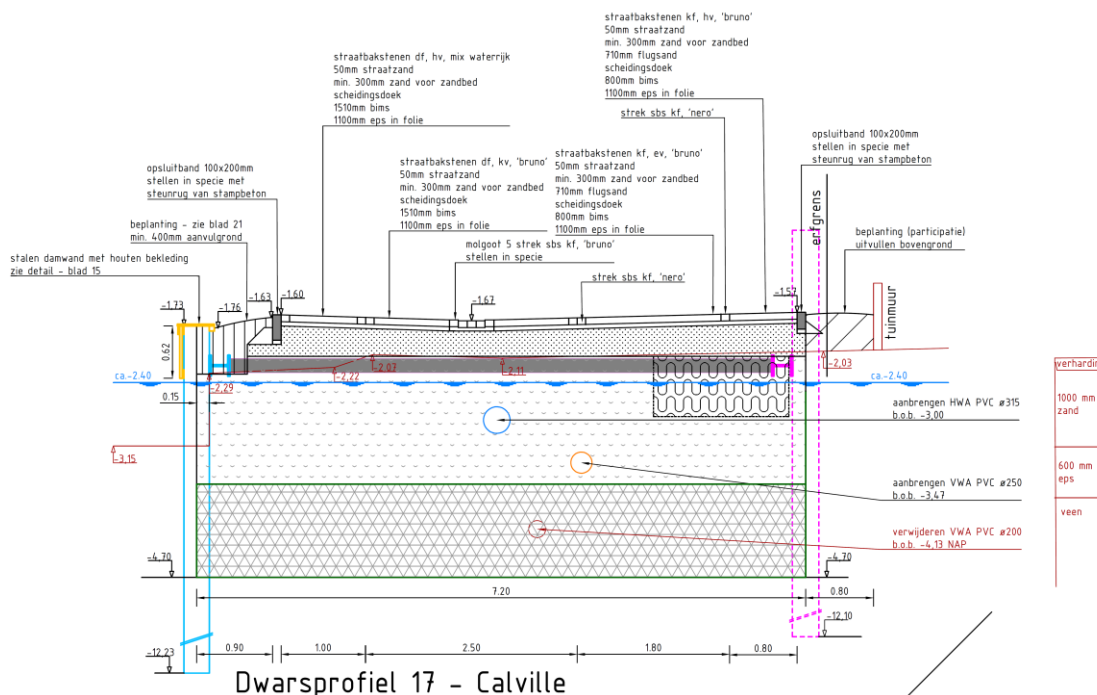 straatbakstenen kf, hv, 'bruno'
50mm straatzand
min. 300mm zand voor zandbed
710mm flugsand
scheidingsdoek
800mm bims
1100mm eps in folie
straatbakstenen df, hv, mix waterrijk
50mm straatzand
min. 300mm zand voor zandbed
scheidingsdoek
1510mm bims
1100mm eps in folie
strek sbs kf, 'nero'
opsluitband 100x200mm
stellen in specie met
steunrug van stampbeton
opsluitband 100x200mm
stellen in specie met
steunrug van stampbeton
straatbakstenen df, kv, 'bruno'
50mm straatzand
min. 300mm zand voor zandbed
scheidingsdoek
1510mm bims
1100mm eps in folie
straatbakstenen kf, ev, 'bruno'
50mm straatzand
min. 300mm zand voor zandbed
710mm flugsand
scheidingsdoek
800mm bims
1100mm eps in folie
erfgrens
beplanting - zie blad 21
min. 400mm aanvulgrond
beplanting (participatie)
uitvullen bovengrond
molgoot 5 strek sbs kf, 'bruno'
stellen in specie
stalen damwand met houten bekleding
zie detail - blad 15
strek sbs kf, 'nero'
tuinmuur
-1.73
-1.76
-1.63
-1.60
-1.67
-1.57
0.62
-2,07
-2,11
-2,03
-2,22
-2,29
ca.-2.40
ca.-2.40
0.15
verhardin
1000 mm
zand
600 mm
eps
veen
aanbrengen HWA PVC ø315
b.o.b. -3,00
-3,15
aanbrengen VWA PVC ø250
b.o.b. -3,47
verwijderen VWA PVC ø200
b.o.b. -4,13 NAP
-4,70
-4,70
7.20
0.80
-12,10
-12,23
0.90
1.00
2.50
1.80
0.80
Dwarsprofiel 17 - Calville